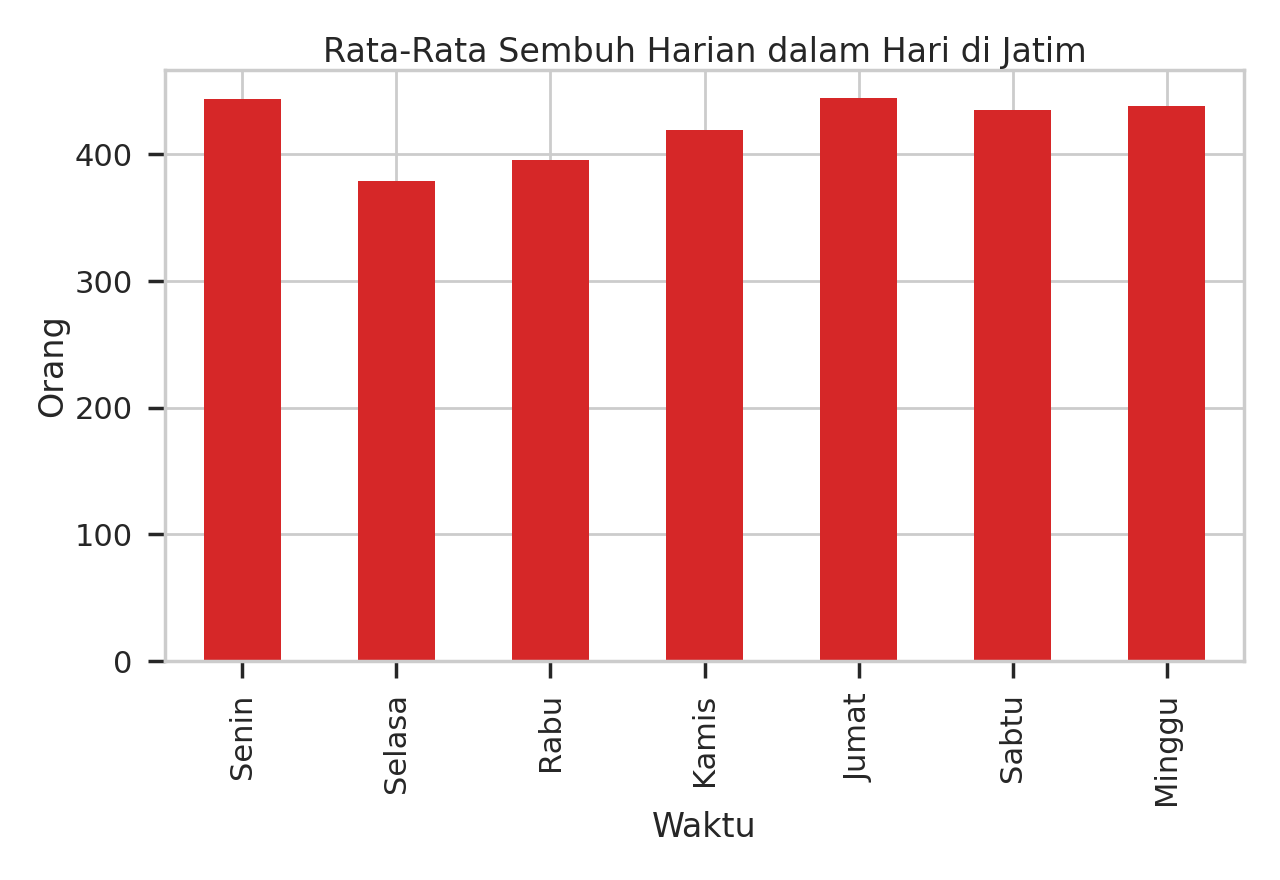 Rata-Rata Sembuh Harian dalam Hari di Jatim
Orang
400
300
200
100
0
Senin
Selasa
Rabu
Kamis
Jumat
Sabtu
Minggu
Waktu